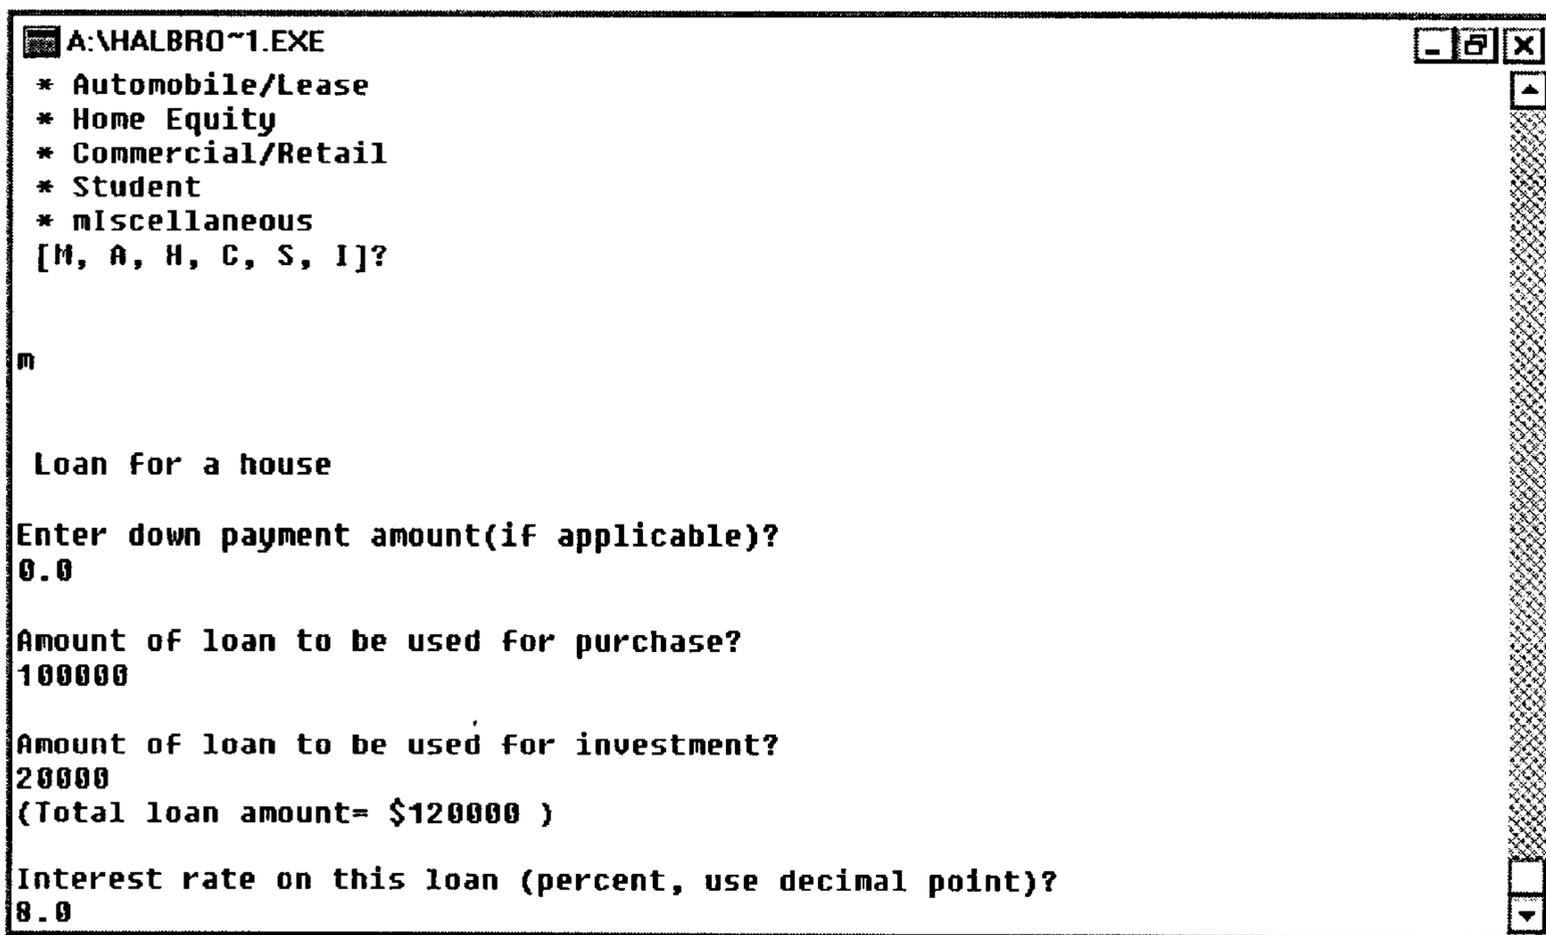 A:\HALBRO~1.EXE
* Automobile/Lease
* Home Equity
* Commercial/Retail
* Student
* mIscellaneous
[M, A, H, C, S, I]?
m
Loan for a house
Enter down payment amount(if applicable)?
0.0
Amount of loan to be used for purchase?
100000
Amount of loan to be used for investment?
20000
(Total loan amount= $120000 )
Interest rate on this loan (percent, use decimal point)?
8.0